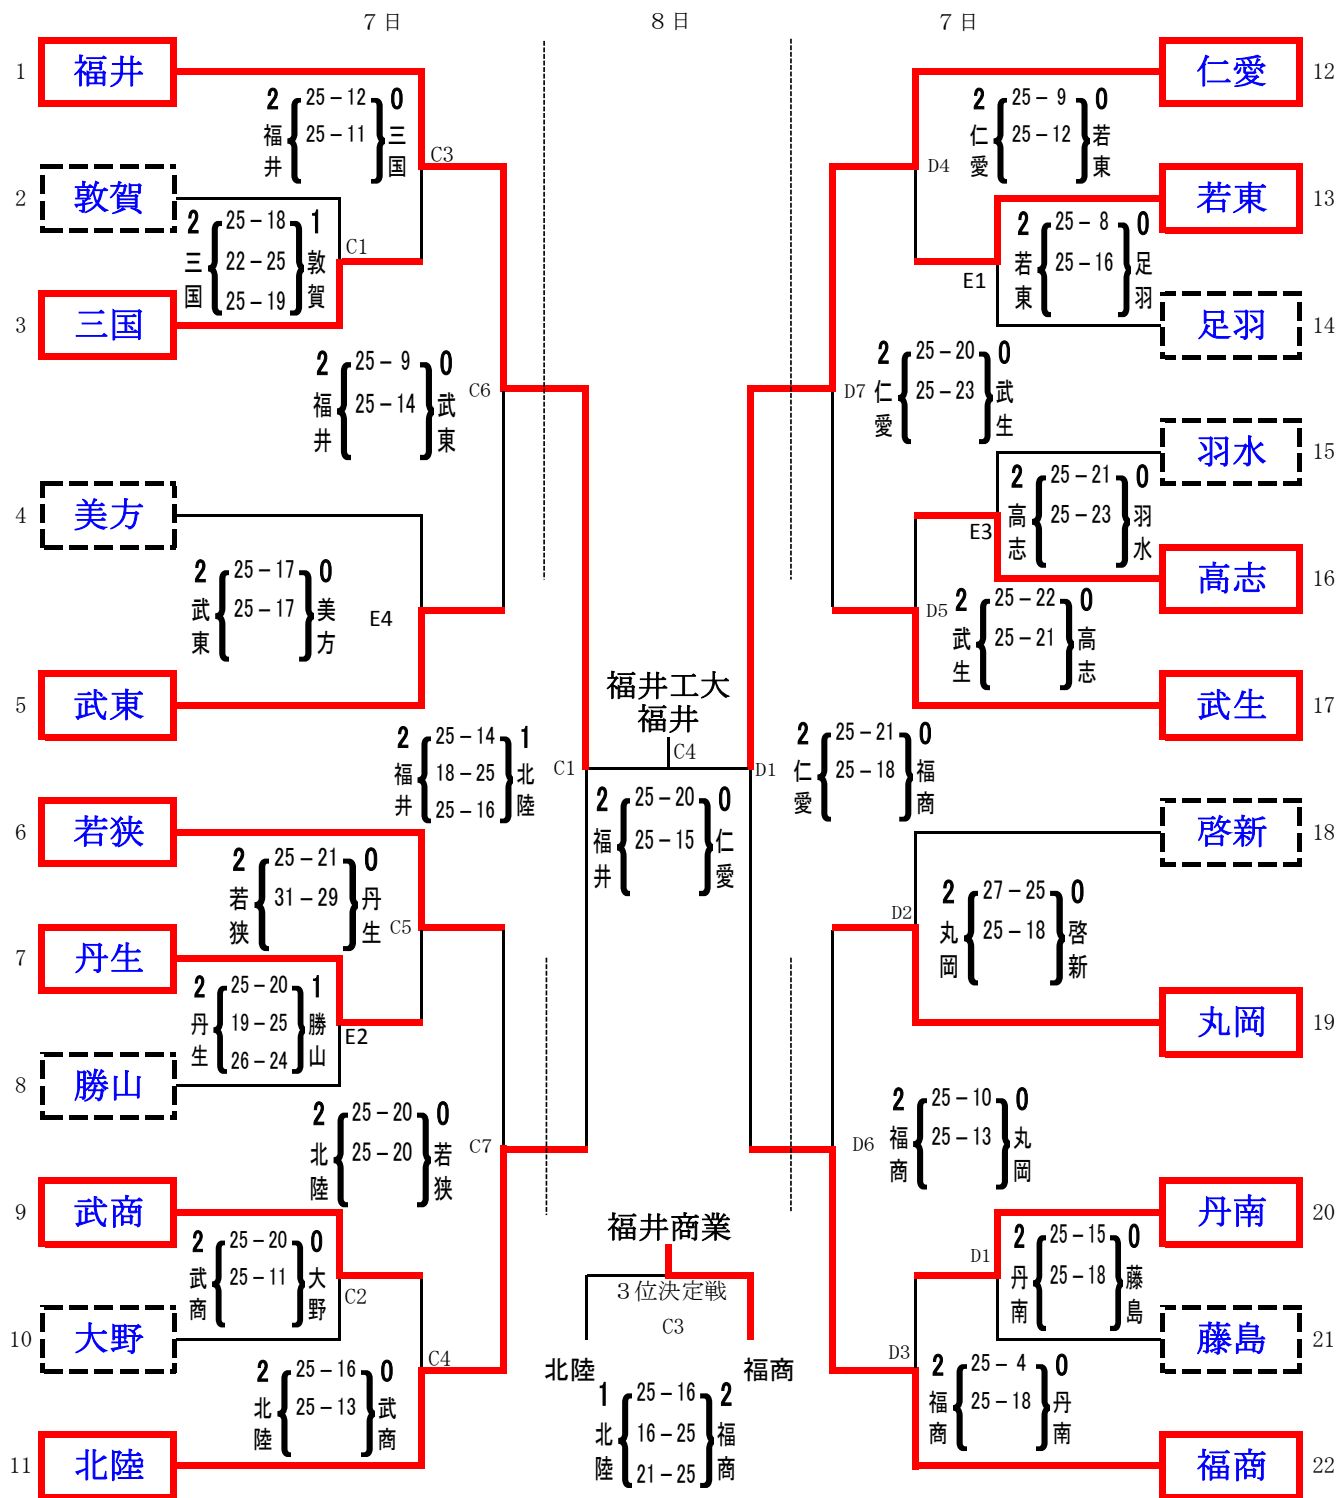 7日
8日
7日
1
福井
2
敦賀
3
三国
4
美方
5
武東
6
若狭
7
丹生
8
勝山
9
武商
10
大野
11
北陸
2 福井 25－12 25－11 0 三国
C3
2 三国 25－18 22－25 25－19 1 敦賀
C1
2 福井 25－9 25－14 0 武東
C6
2 武東 25－17 25－17 0 美方
E4
2 福井 25－14 18－25 25－16 1 北陸
C1
2 若狭 25－21 31－29 0 丹生
C5
2 丹生 25－20 19－25 26－24 1 勝山
E2
2 北陸 25－20 25－20 0 若狭
C7
2 武商 25－20 25－11 0 大野
C2
2 北陸 25－16 25－13 0 武商
C4
福井工大
福井
C4
2 福井 25－20 25－15 0 仁愛
福井商業
3位決定戦
C3
北陸
福商
1 北陸 25－16 16－25 21－25 2 福商
仁愛
12
若東
13
足羽
14
羽水
15
高志
16
武生
17
啓新
18
丸岡
19
丹南
20
藤島
21
福商
22
2 仁愛 25－9 25－12 0 若東
D4
2 若東 25－8 25－16 0 足羽
E1
2 仁愛 25－20 25－23 0 武生
D7
2 高志 25－21 25－23 0 羽水
E3
2 武生 25－22 25－21 0 高志
D5
2 仁愛 25－21 25－18 0 福商
D1
2 丸岡 27－25 25－18 0 啓新
D2
2 福商 25－10 25－13 0 丸岡
D6
2 丹南 25－15 25－18 0 藤島
D1
2 福商 25－4 25－18 0 丹南
D3